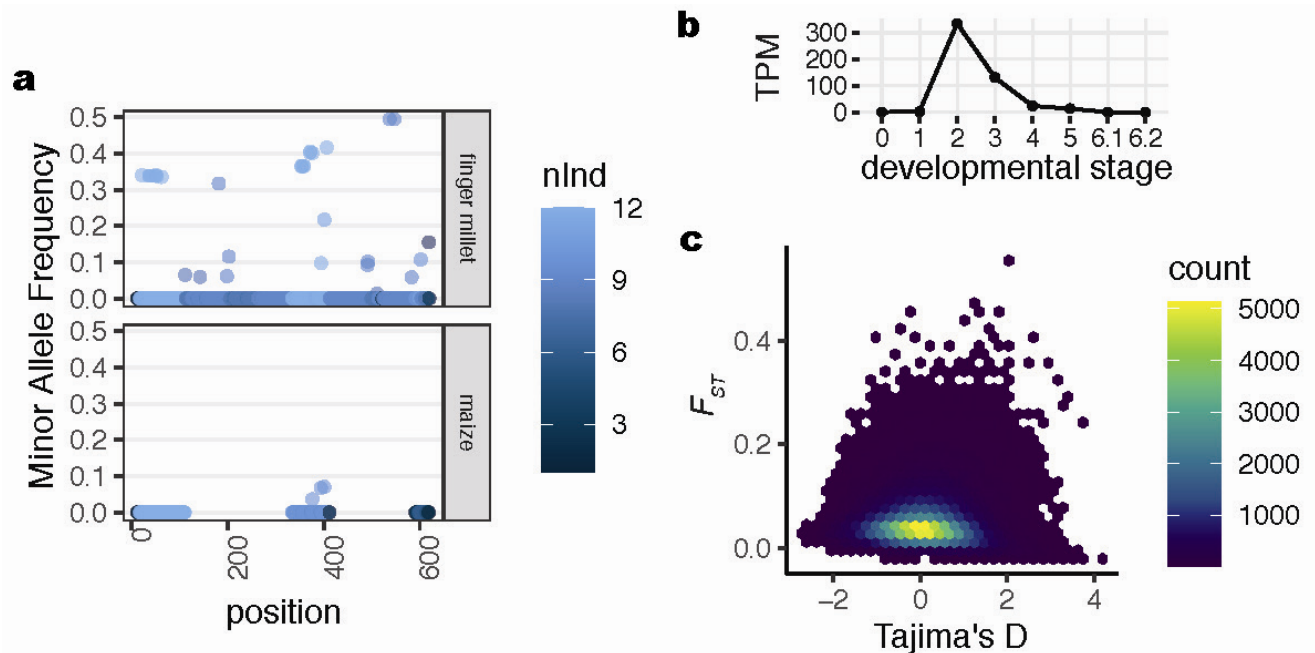 a
Minor Allele Frequency
0.5
0.4
0.3
0.2
0.1
0.0
finger millet
0.5
0.4
0.3
0.2
0.1
0.0
maize
0
200
400
600
position
nInd
12
9
6
3
b
TPM
300
200
100
0
0 1 2 3 4 5 6.1 6.2
developmental stage
c
F_ST
0.4
0.2
0.0
−2 0 2 4
Tajima's D
count
5000
4000
3000
2000
1000